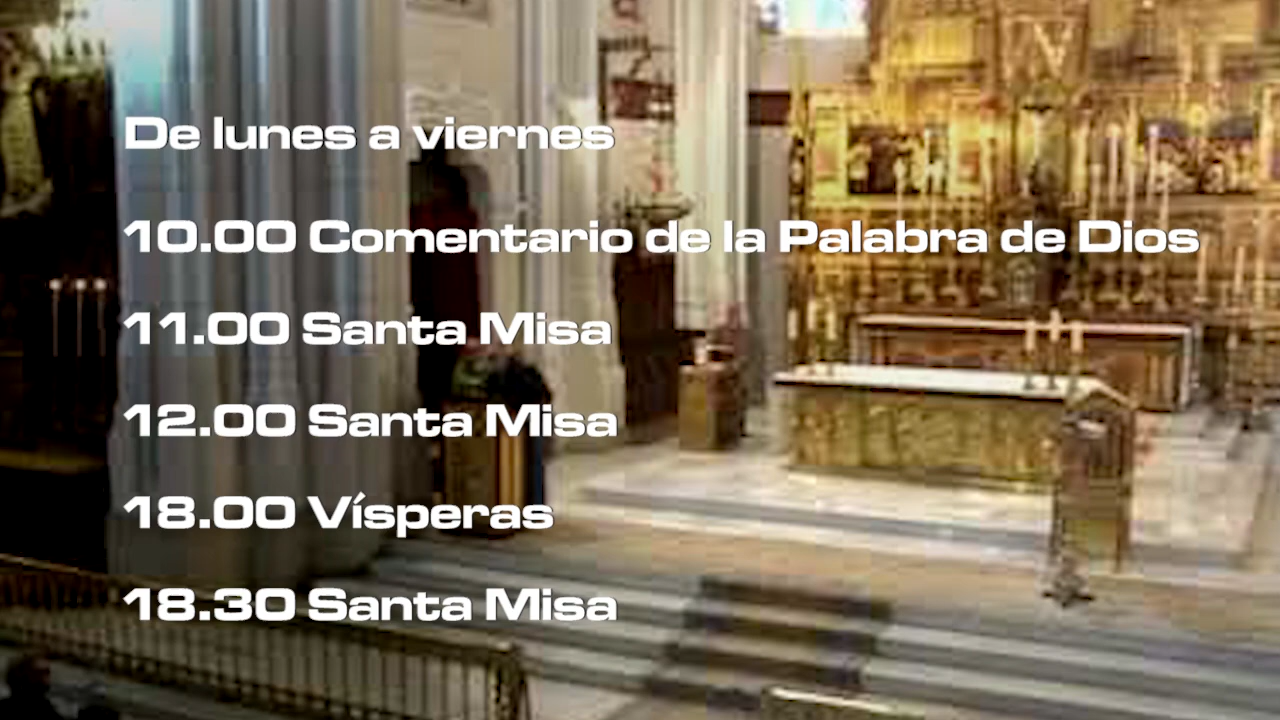 De lunes a viernes
10.00 Comentario de la Palabra de Dios
11.00 Santa Misa
12.00 Santa Misa
18.00 Vísperas
18.30 Santa Misa